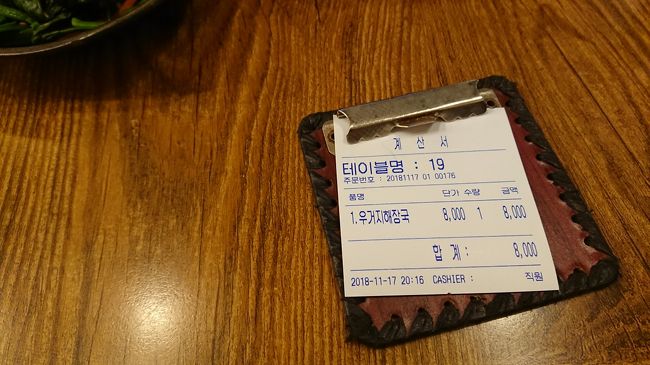 계 산 서
테이블명 : 19
주문번호 : 20181117 01 00176
품명 단가 수량 금액
1.우거지해장국 8,000 1 8,000
합 계 : 8,000
2018-11-17 20:16 CASHIER : 직원